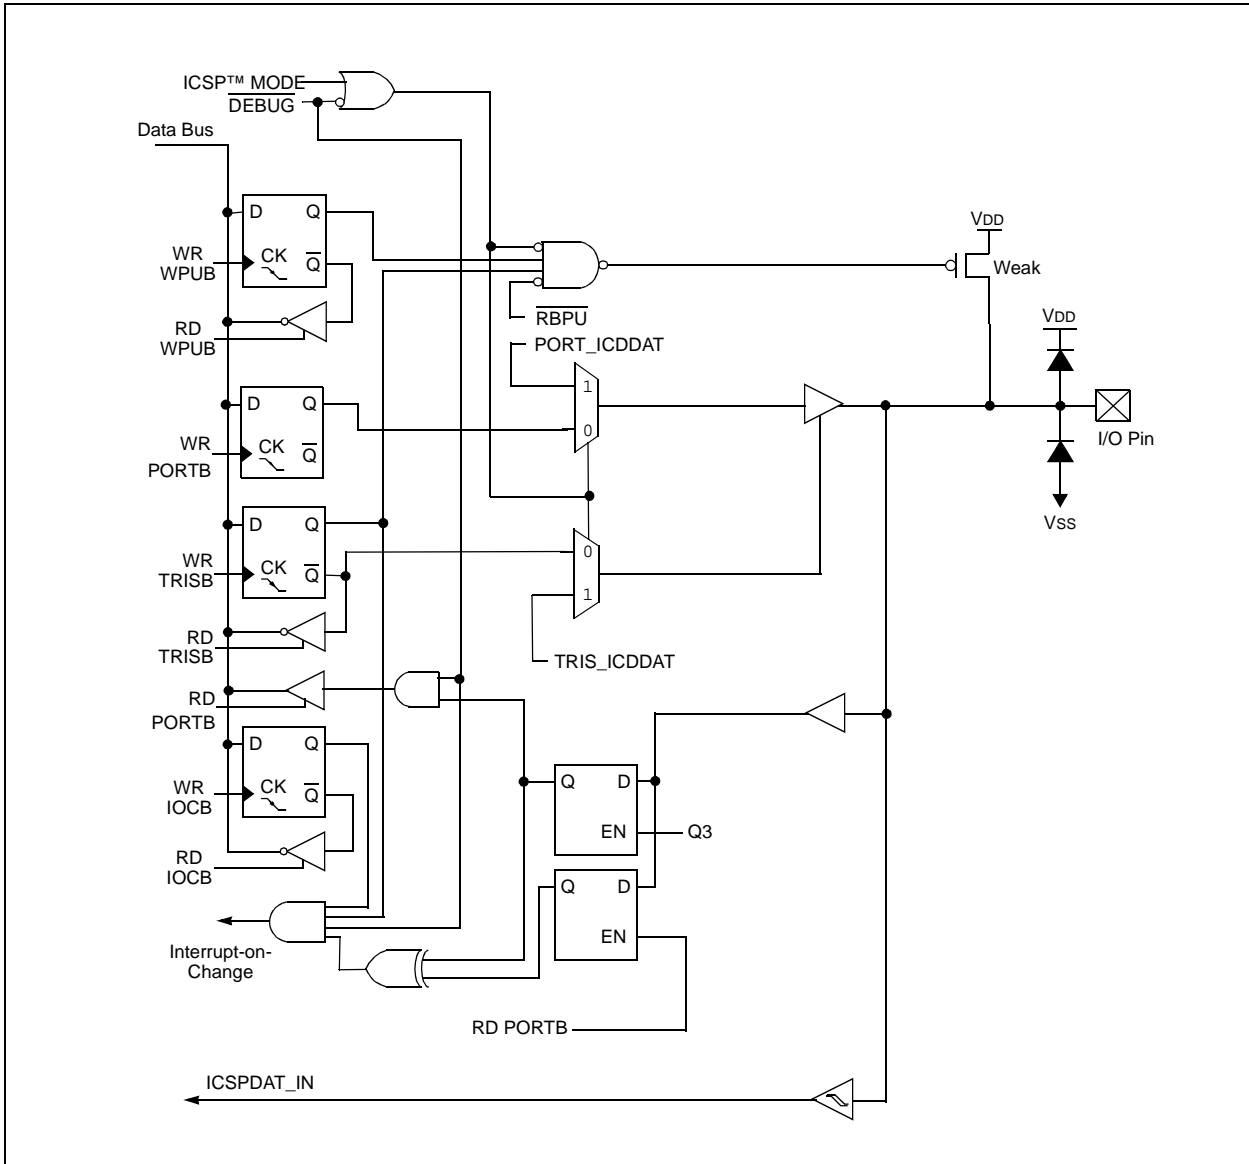 ICSP™ MODE
DEBUG
Data Bus
D Q
WR
WPUB
CK Q
RD
WPUB
RBPU
PORT_ICDDAT
VDD
Weak
VDD
1
0
I/O Pin
VSS
D Q
WR
PORTB
CK Q
D Q
WR
TRISB
CK Q
0
1
RD
TRISB
TRIS_ICDDAT
RD
PORTB
D Q
WR
IOCB
CK Q
RD
IOCB
Q D
EN Q3
Q D
EN
Interrupt-on-
Change
RD PORTB
ICSPDAT_IN